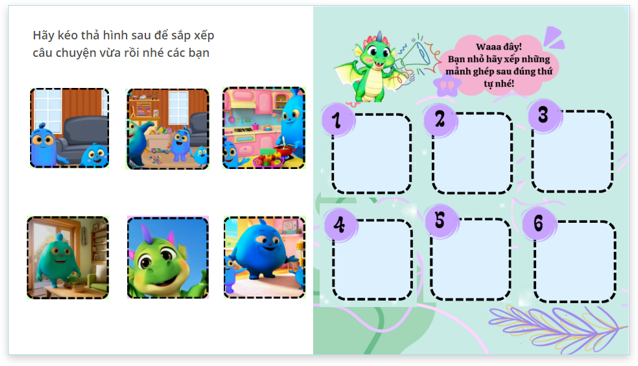 Hãy kéo thả hình sau để sắp xếp
câu chuyện vừa rồi nhé các bạn
Waaa đây!
Bạn nhỏ hãy xếp những
mảnh ghép sau đúng thứ
tự nhé!
1
2
3
4
5
6